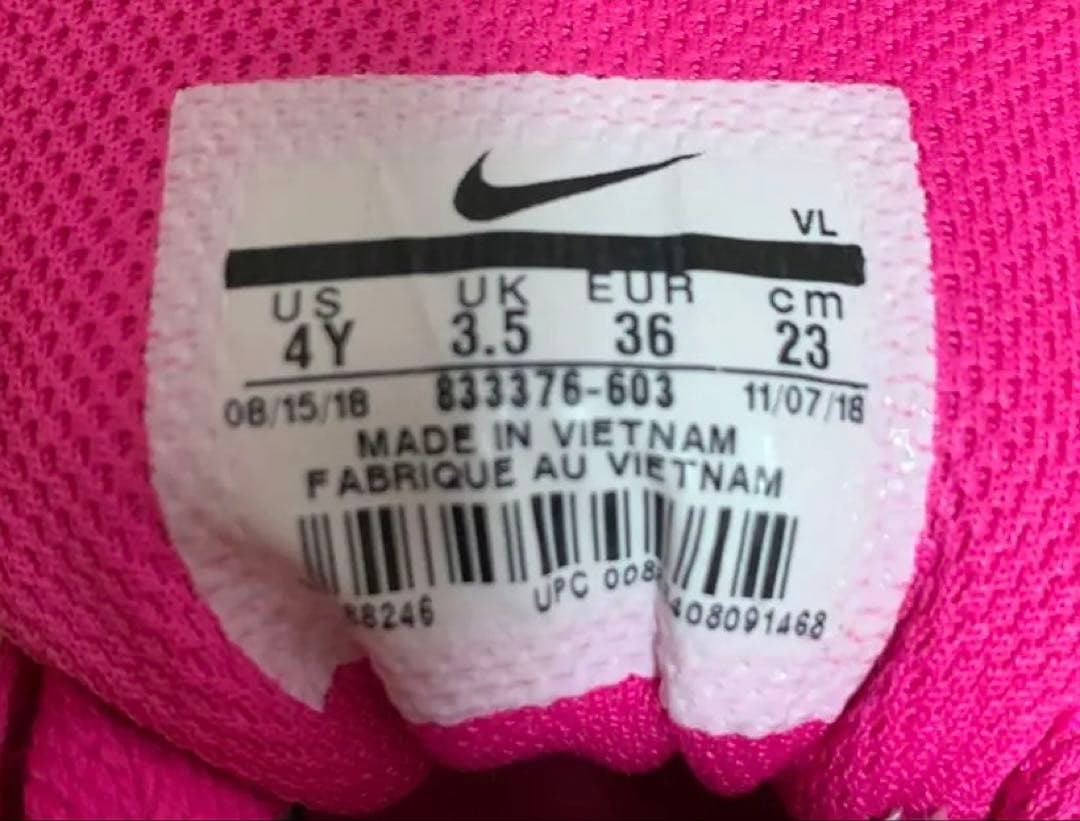 VL
US UK EUR cm
4Y 3.5 36 23
08/15/18 833376-603 11/07/18
MADE IN VIETNAM
FABRIQUE AU VIETNAM
88246 UPC 008 408091468